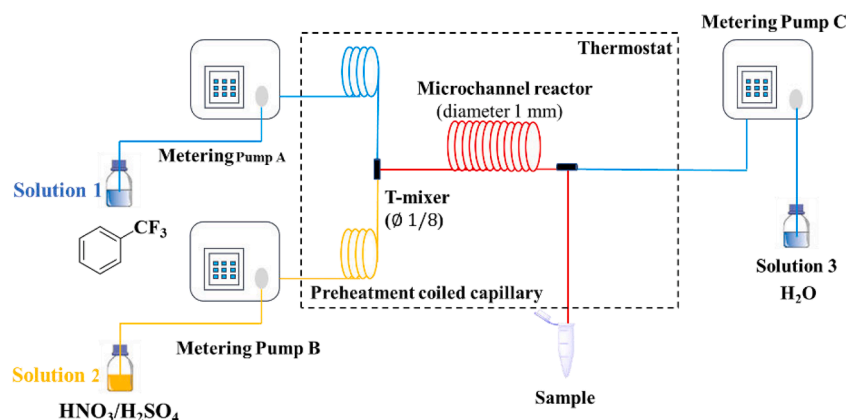 Metering Pump C
Thermostat
Microchannel reactor
(diameter 1 mm)
Metering Pump A
Solution 1
T-mixer
(Ø 1/8)
CF₃
Solution 3
H₂O
Preheatment coiled capillary
Metering Pump B
Solution 2
Sample
HNO₃/H₂SO₄